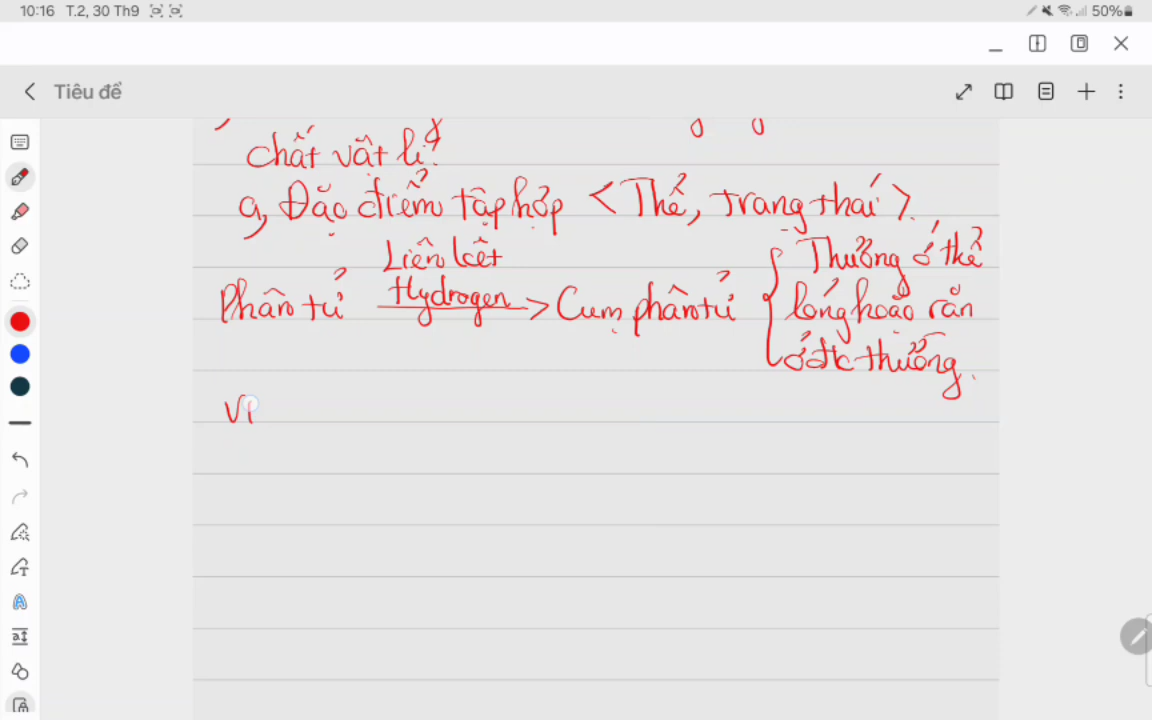 10:16 T.2, 30 Th9
50%
Tiêu đề
chất vật lí?
a, Đặc điểm tập hợp <Thể, trạng thái>.
Liên kết
Hydrogen
Phân tử -> Cụm phân tử
Thường ở thể
lỏng hoặc rắn
ở đk thường.
Ví